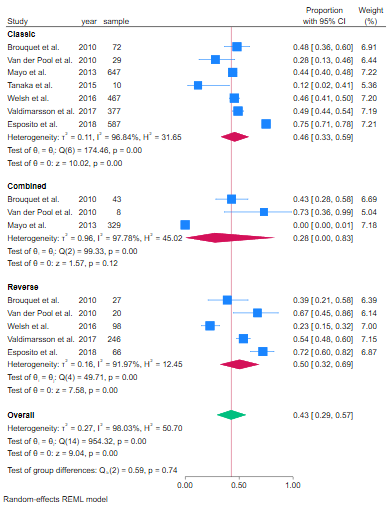 Proportion Weight
Study year sample with 95% CI (%)
Classic
Brouquet et al. 2010 72 0.48 [ 0.36, 0.60] 6.91
Van der Pool et al. 2010 29 0.28 [ 0.13, 0.46] 6.44
Mayo et al. 2013 647 0.44 [ 0.40, 0.48] 7.22
Tanaka et al. 2015 10 0.12 [ 0.02, 0.41] 5.36
Welsh et al. 2016 467 0.46 [ 0.41, 0.50] 7.20
Valdimarsson et al. 2017 377 0.49 [ 0.44, 0.54] 7.19
Esposito et al. 2018 587 0.75 [ 0.71, 0.78] 7.21
Heterogeneity: τ² = 0.11, I² = 96.84%, H² = 31.65 0.46 [ 0.33, 0.59]
Test of θᵢ = θⱼ: Q(6) = 174.46, p = 0.00
Test of θ = 0: z = 10.02, p = 0.00
Combined
Brouquet et al. 2010 43 0.43 [ 0.28, 0.58] 6.69
Van der Pool et al. 2010 8 0.73 [ 0.36, 0.99] 5.04
Mayo et al. 2013 329 0.00 [ 0.00, 0.01] 7.18
Heterogeneity: τ² = 0.96, I² = 97.78%, H² = 45.02 0.28 [ 0.00, 0.83]
Test of θᵢ = θⱼ: Q(2) = 99.33, p = 0.00
Test of θ = 0: z = 1.57, p = 0.12
Reverse
Brouquet et al. 2010 27 0.39 [ 0.21, 0.58] 6.39
Van der Pool et al. 2010 20 0.67 [ 0.45, 0.86] 6.14
Welsh et al. 2016 98 0.23 [ 0.15, 0.32] 7.00
Valdimarsson et al. 2017 246 0.54 [ 0.48, 0.60] 7.15
Esposito et al. 2018 66 0.72 [ 0.60, 0.82] 6.87
Heterogeneity: τ² = 0.16, I² = 91.97%, H² = 12.45 0.50 [ 0.32, 0.69]
Test of θᵢ = θⱼ: Q(4) = 49.71, p = 0.00
Test of θ = 0: z = 7.58, p = 0.00
Overall 0.43 [ 0.29, 0.57]
Heterogeneity: τ² = 0.27, I² = 98.03%, H² = 50.70
Test of θᵢ = θⱼ: Q(14) = 954.32, p = 0.00
Test of θ = 0: z = 9.04, p = 0.00
Test of group differences: Qᵦ(2) = 0.59, p = 0.74
0.00 0.50 1.00
Random-effects REML model